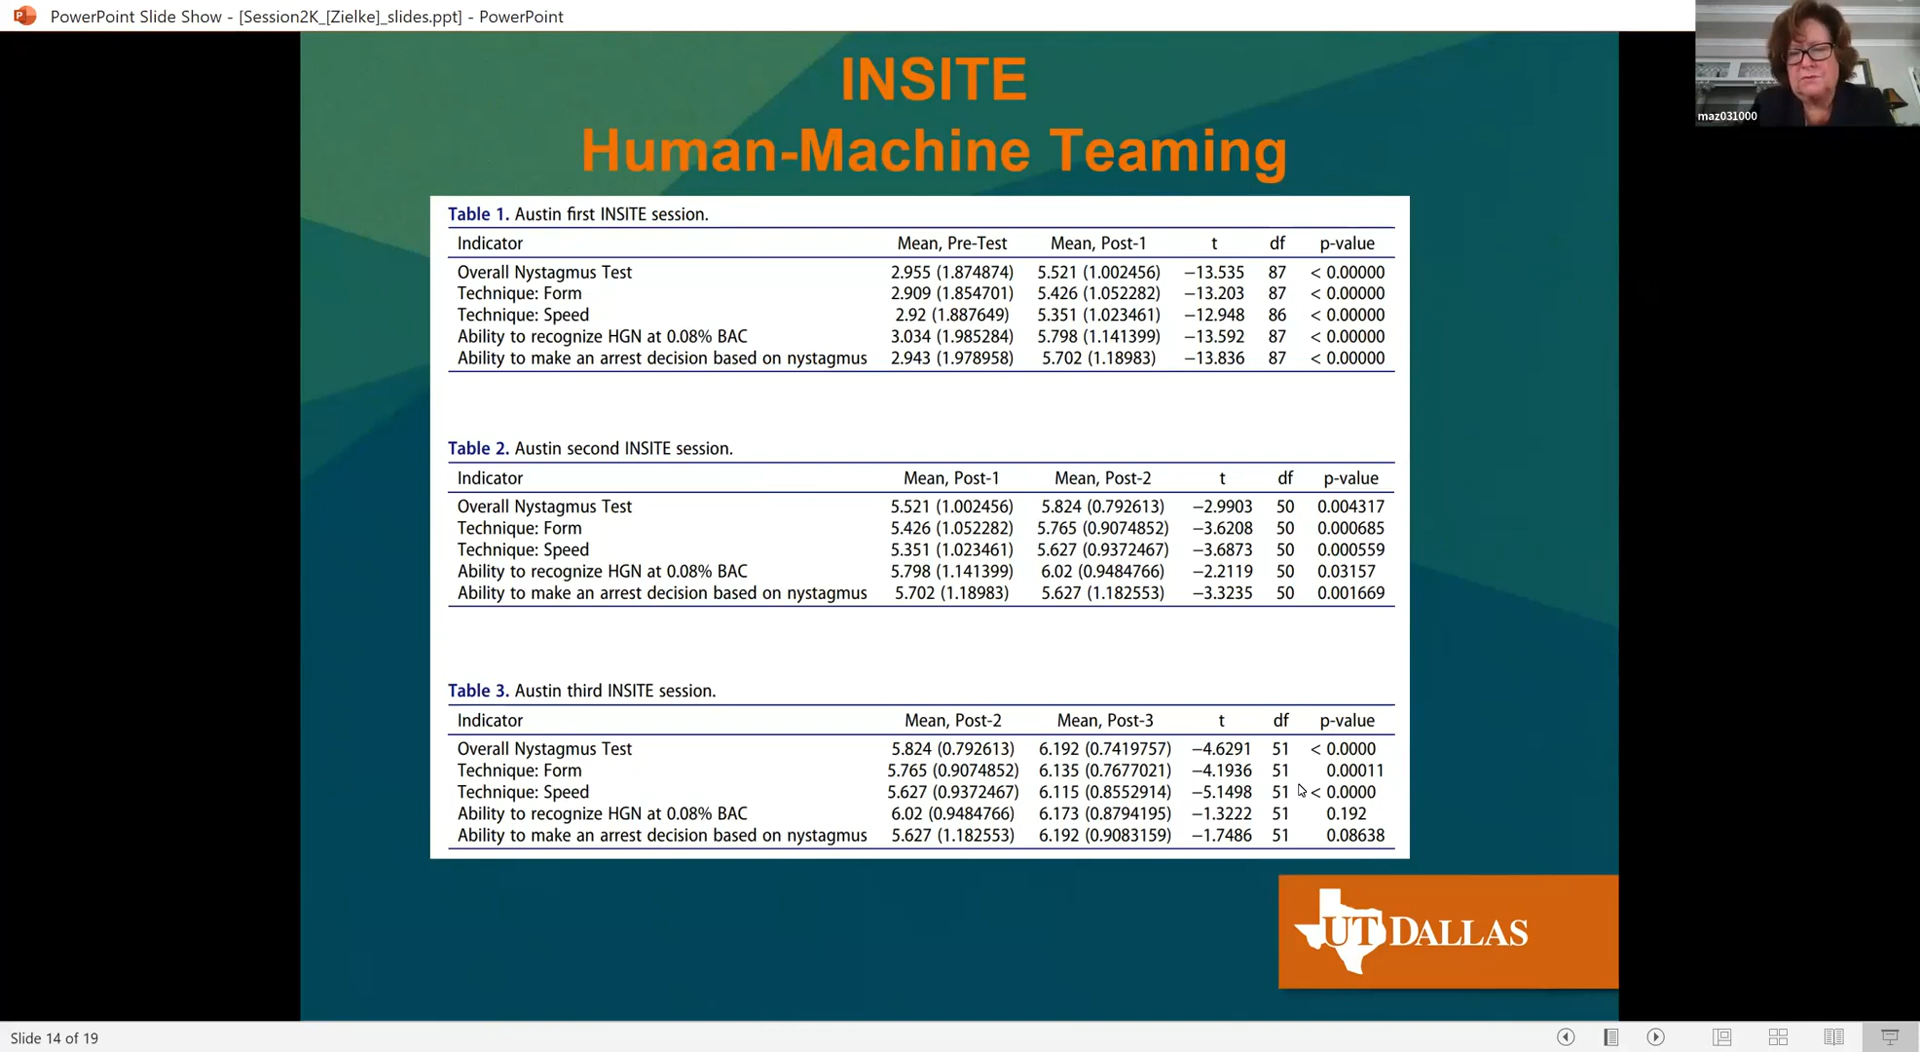 PowerPoint Slide Show - [Session2K_[Zielke]_slides.ppt] - PowerPoint
maz031000
INSITE
Human-Machine Teaming
Table 1. Austin first INSITE session.
Indicator Mean, Pre-Test Mean, Post-1 t df p-value
Overall Nystagmus Test 2.955 (1.874874) 5.521 (1.002456) −13.535 87 < 0.00000
Technique: Form 2.909 (1.854701) 5.426 (1.052282) −13.203 87 < 0.00000
Technique: Speed 2.92 (1.887649) 5.351 (1.023461) −12.948 86 < 0.00000
Ability to recognize HGN at 0.08% BAC 3.034 (1.985284) 5.798 (1.141399) −13.592 87 < 0.00000
Ability to make an arrest decision based on nystagmus 2.943 (1.978958) 5.702 (1.18983) −13.836 87 < 0.00000
Table 2. Austin second INSITE session.
Indicator Mean, Post-1 Mean, Post-2 t df p-value
Overall Nystagmus Test 5.521 (1.002456) 5.824 (0.792613) −2.9903 50 0.004317
Technique: Form 5.426 (1.052282) 5.765 (0.9074852) −3.6208 50 0.000685
Technique: Speed 5.351 (1.023461) 5.627 (0.9372467) −3.6873 50 0.000559
Ability to recognize HGN at 0.08% BAC 5.798 (1.141399) 6.02 (0.9484766) −2.2119 50 0.03157
Ability to make an arrest decision based on nystagmus 5.702 (1.18983) 5.627 (1.182553) −3.3235 50 0.001669
Table 3. Austin third INSITE session.
Indicator Mean, Post-2 Mean, Post-3 t df p-value
Overall Nystagmus Test 5.824 (0.792613) 6.192 (0.7419757) −4.6291 51 < 0.0000
Technique: Form 5.765 (0.9074852) 6.135 (0.7677021) −4.1936 51 0.00011
Technique: Speed 5.627 (0.9372467) 6.115 (0.8552914) −5.1498 51 < 0.0000
Ability to recognize HGN at 0.08% BAC 6.02 (0.9484766) 6.173 (0.8794195) −1.3222 51 0.192
Ability to make an arrest decision based on nystagmus 5.627 (1.182553) 6.192 (0.9083159) −1.7486 51 0.08638
UT DALLAS
Slide 14 of 19